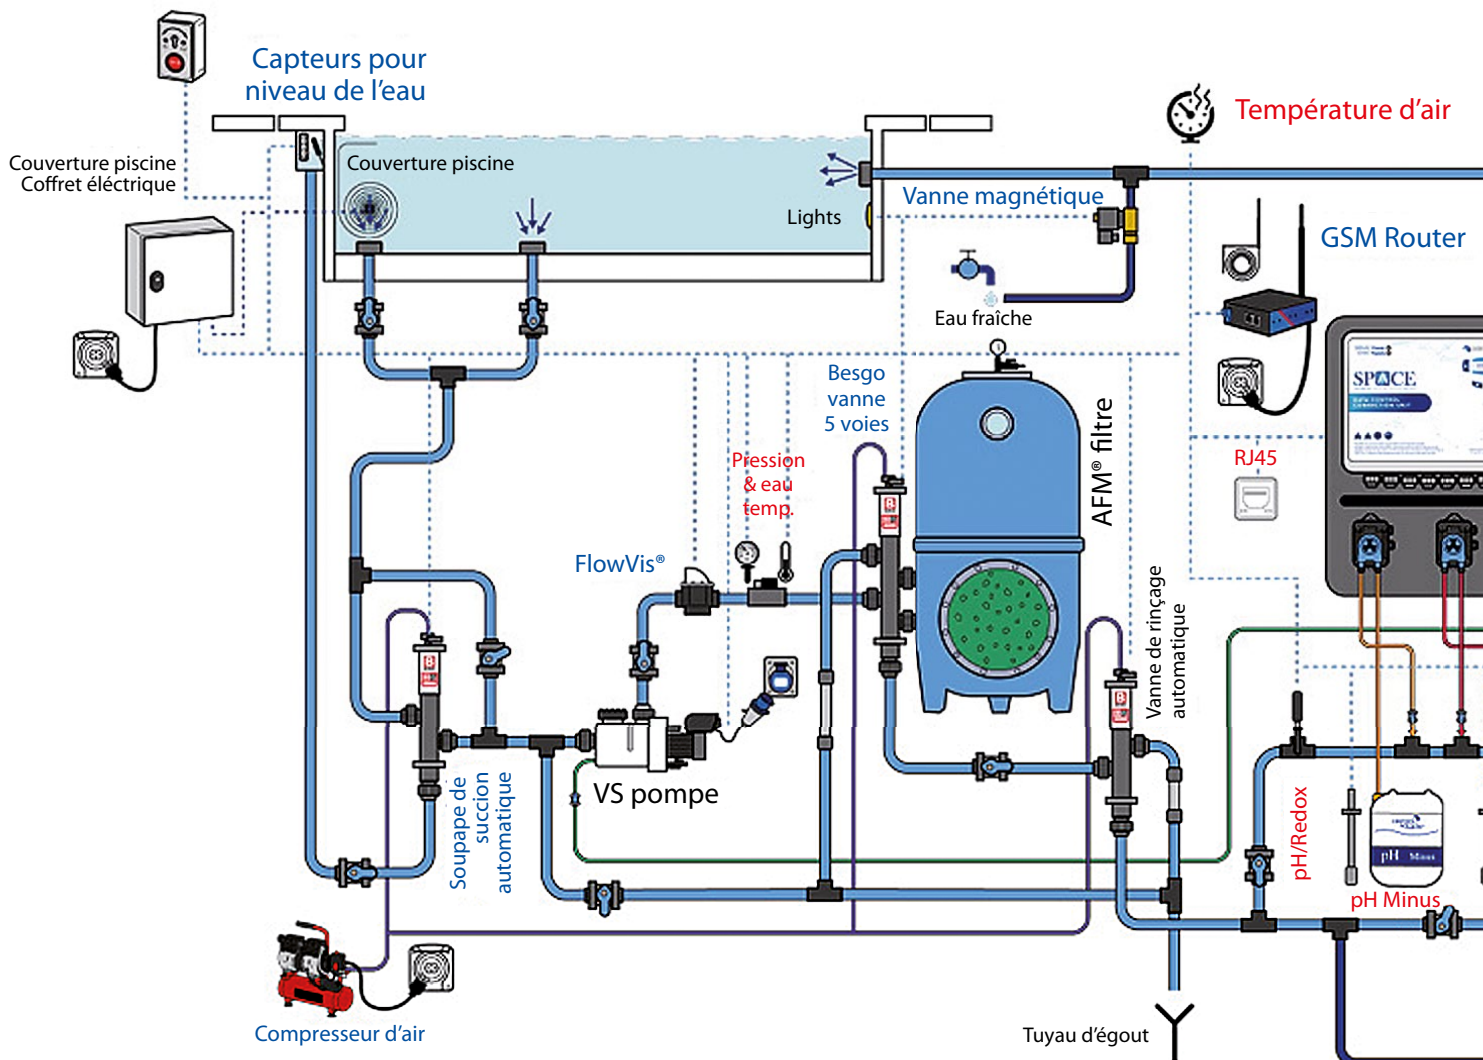 Capteurs pour
niveau de l'eau
Température d'air
Couverture piscine
Coffret éléctrique
Couverture piscine
Lights
Vanne magnétique
GSM Router
Eau fraîche
Besgo
vanne
5 voies
AFM® filtre
SPACE
RJ45
Pression
& eau
temp.
FlowVis®
Vanne de rinçage
automatique
VS pompe
Soupape de
succion
automatique
pH/Redox
pH Minus
pH Minus
Compresseur d'air
Tuyau d'égout